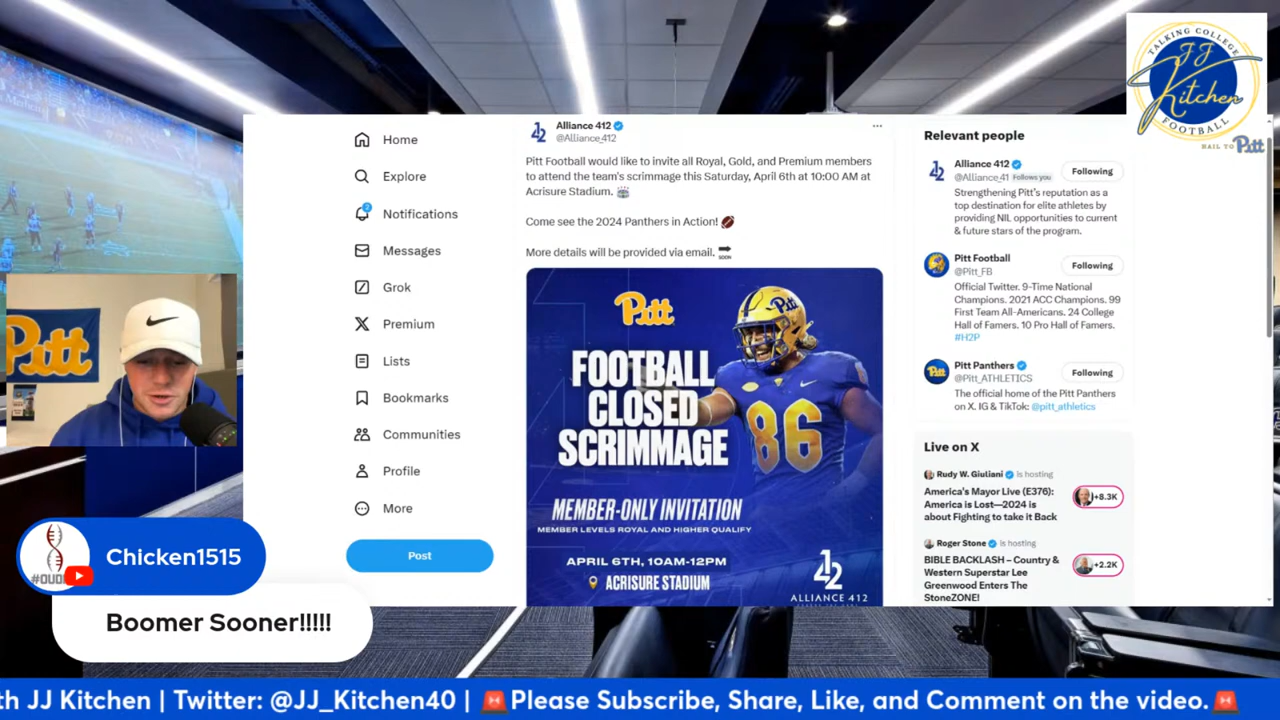 TALKING COLLEGE
JJ
Kitchen
FOOTBALL
HAIL TO Pitt
Home
Explore
2
Notifications
Messages
Grok
Premium
Lists
Bookmarks
Communities
Profile
More
Post
Alliance 412
@Alliance_412
Pitt Football would like to invite all Royal, Gold, and Premium members
to attend the team's scrimmage this Saturday, April 6th at 10:00 AM at
Acrisure Stadium.
Come see the 2024 Panthers in Action!
More details will be provided via email. SOON
Pitt
Pitt
FOOTBALL
CLOSED
SCRIMMAGE
86
MEMBER-ONLY INVITATION
MEMBER LEVELS ROYAL AND HIGHER QUALIFY
APRIL 6TH, 10AM-12PM
ACRISURE STADIUM
412
ALLIANCE 412
Relevant people
Alliance 412
Following
@Alliance_41 Follows you
Strengthening Pitt's reputation as a
top destination for elite athletes by
providing NIL opportunities to current
& future stars of the program.
Pitt Football
@Pitt_FB
Following
Official Twitter. 9-Time National
Champions. 2021 ACC Champions. 99
First Team All-Americans. 24 College
Hall of Famers. 10 Pro Hall of Famers.
#H2P
Pitt Panthers
@Pitt_ATHLETICS
Following
The official home of the Pitt Panthers
on X. IG & TikTok: @pitt_athletics
Live on X
Rudy W. Giuliani is hosting
America's Mayor Live (E376):
America is Lost—2024 is
about Fighting to take it Back
+8.3K
Roger Stone is hosting
BIBLE BACKLASH – Country &
Western Superstar Lee
Greenwood Enters The
StoneZONE!
+2.2K
Pitt
Chicken1515
Boomer Sooner!!!!!
th JJ Kitchen | Twitter: @JJ_Kitchen40 | 🚨Please Subscribe, Share, Like, and Comment on the video.🚨